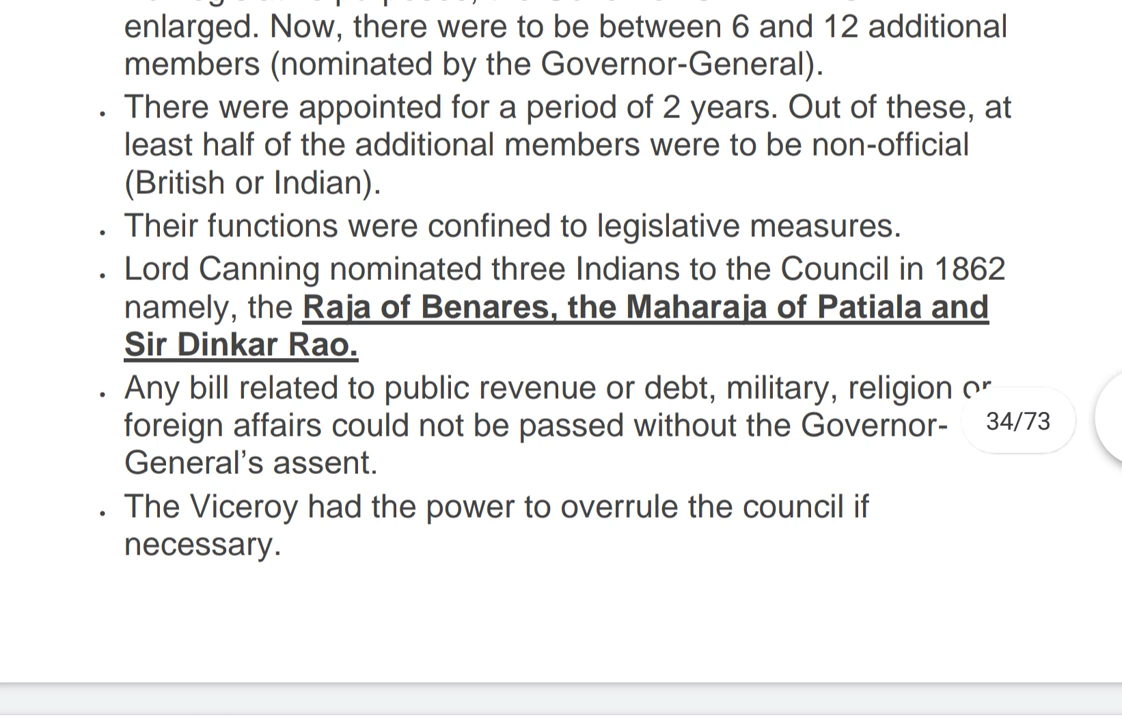 enlarged. Now, there were to be between 6 and 12 additional
members (nominated by the Governor-General).
• There were appointed for a period of 2 years. Out of these, at
least half of the additional members were to be non-official
(British or Indian).
• Their functions were confined to legislative measures.
• Lord Canning nominated three Indians to the Council in 1862
namely, the Raja of Benares, the Maharaja of Patiala and
Sir Dinkar Rao.
• Any bill related to public revenue or debt, military, religion or
foreign affairs could not be passed without the Governor-
General's assent.
34/73
• The Viceroy had the power to overrule the council if
necessary.